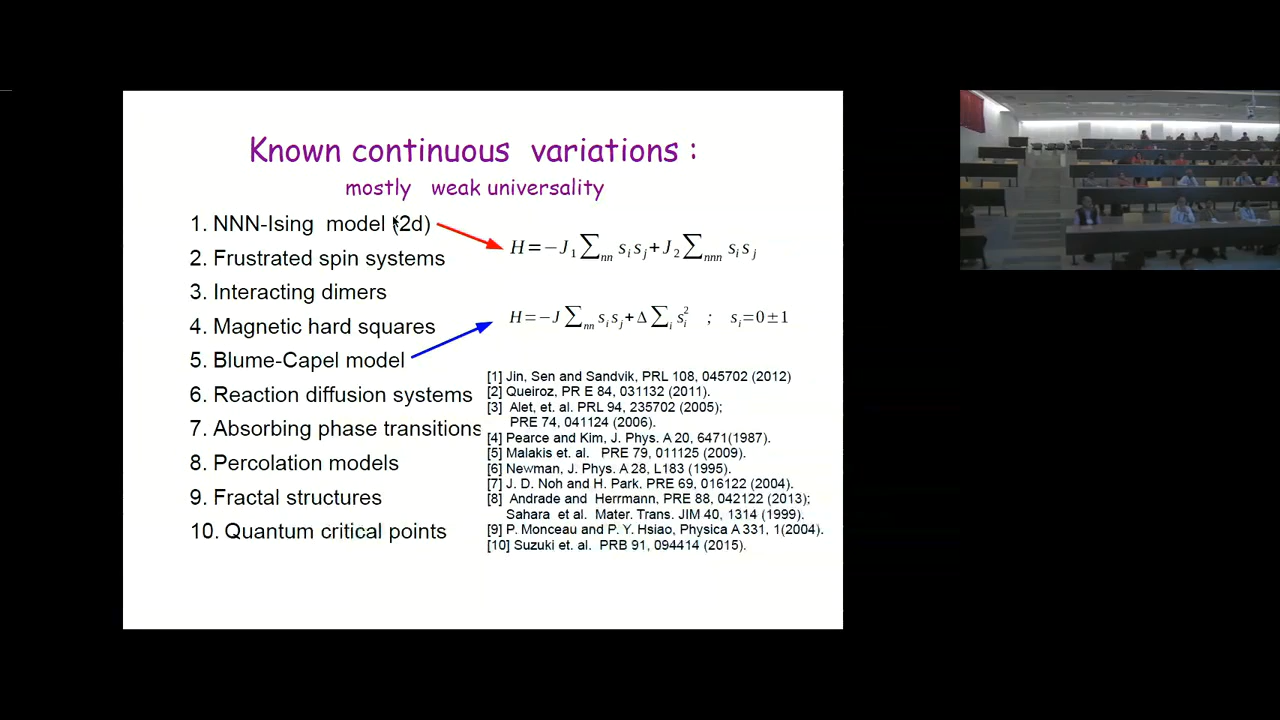 Known continuous variations :
mostly weak universality
1. NNN-Ising model (2d)
H=−J₁∑ₙₙ sᵢsⱼ+J₂∑ₙₙₙ sᵢsⱼ
2. Frustrated spin systems
3. Interacting dimers
4. Magnetic hard squares
5. Blume-Capel model
6. Reaction diffusion systems
7. Absorbing phase transitions
8. Percolation models
9. Fractal structures
10. Quantum critical points
H=−J∑ₙₙ sᵢsⱼ+Δ∑ᵢ sᵢ² ; sᵢ=0±1
[1] Jin, Sen and Sandvik, PRL 108, 045702 (2012)
[2] Queiroz, PR E 84, 031132 (2011).
[3] Alet, et. al. PRL 94, 235702 (2005);
PRE 74, 041124 (2006).
[4] Pearce and Kim, J. Phys. A 20, 6471(1987).
[5] Malakis et. al. PRE 79, 011125 (2009).
[6] Newman, J. Phys. A 28, L183 (1995).
[7] J. D. Noh and H. Park, PRE 69, 016122 (2004).
[8] Andrade and Herrmann, PRE 88, 042122 (2013);
Sahara et al. Mater. Trans. JIM 40, 1314 (1999).
[9] P. Monceau and P. Y. Hsiao, Physica A 331, 1(2004).
[10] Suzuki et. al. PRB 91, 094414 (2015).